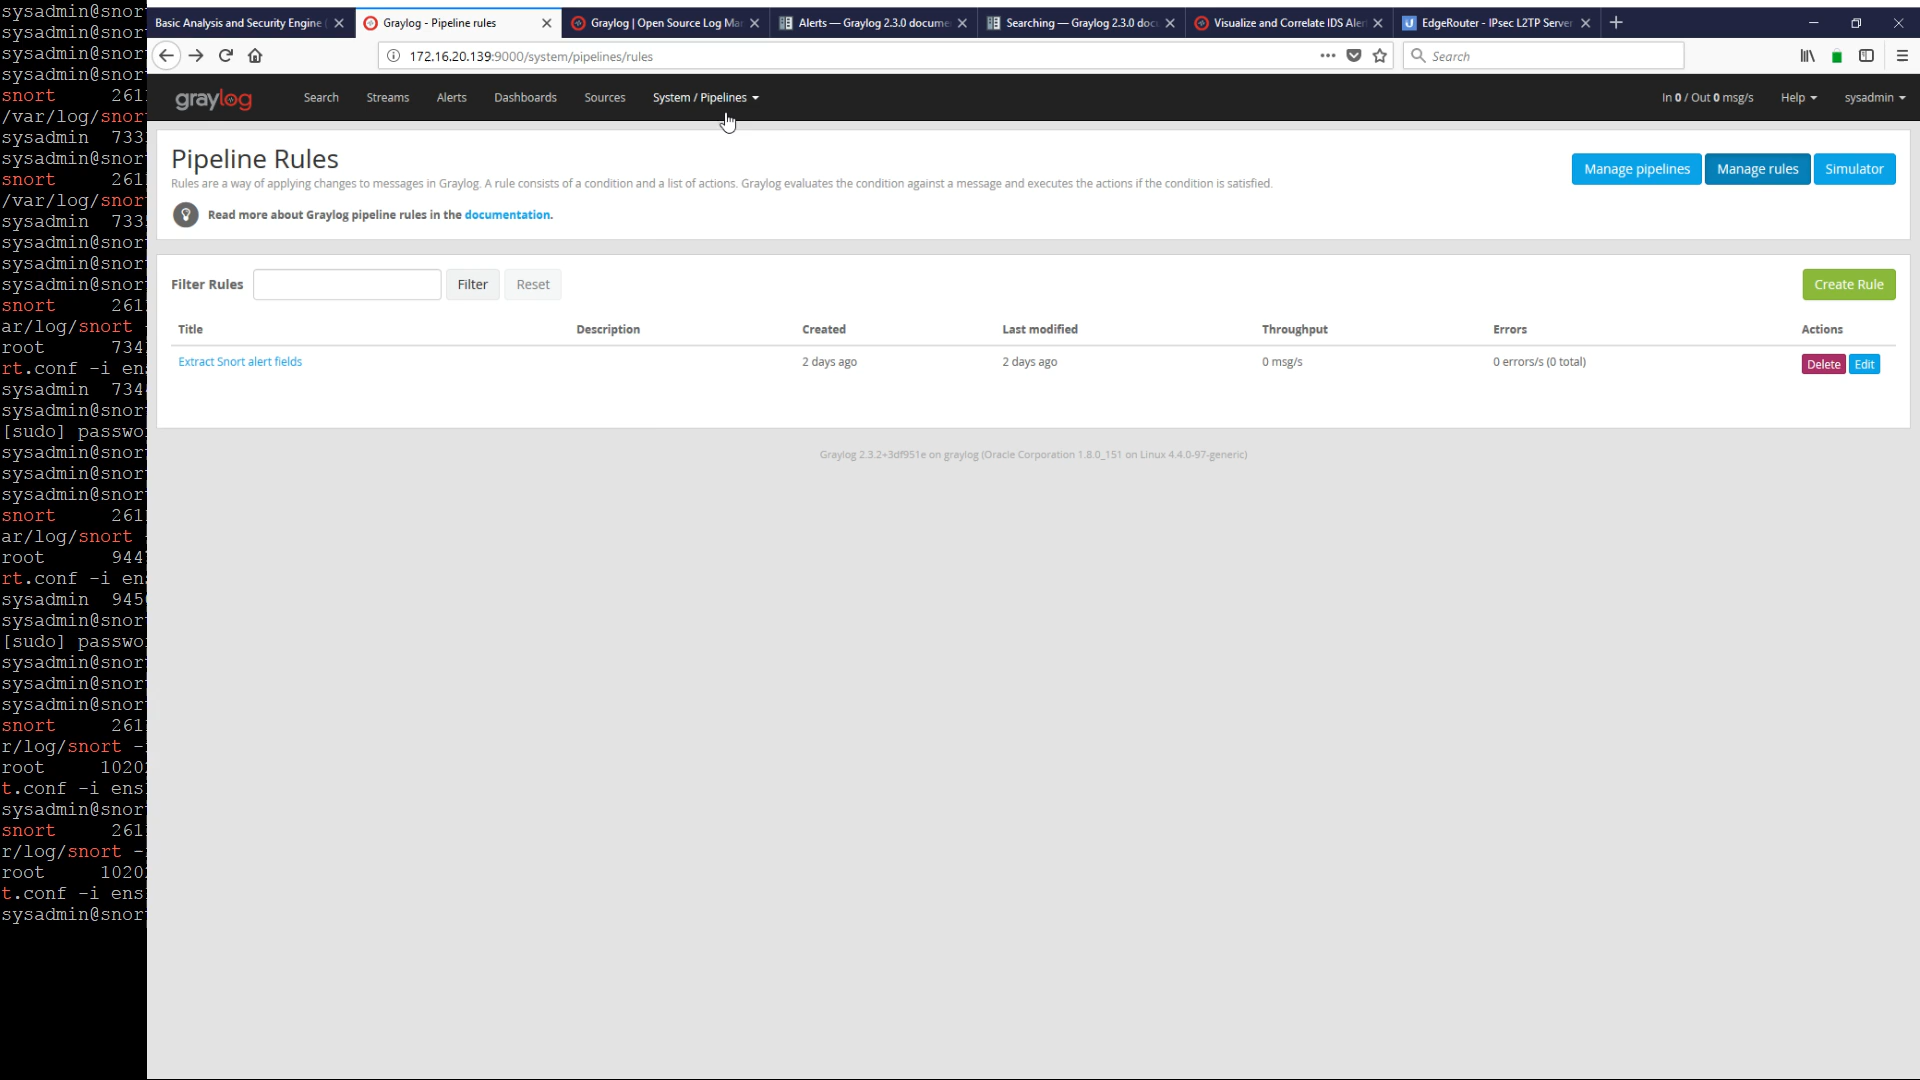 sysadmin@snor
sysadmin@snor
sysadmin@snor
sysadmin@snor
snort 261
/var/log/snor
sysadmin 733
sysadmin@snor
snort 261
/var/log/snor
sysadmin 733
sysadmin@snor
sysadmin@snor
sysadmin@snor
snort 261
ar/log/snort
root 734
rt.conf -i en
sysadmin 734
sysadmin@snor
[sudo] passwo
sysadmin@snor
sysadmin@snor
sysadmin@snor
snort 261
ar/log/snort
root 944
rt.conf -i en
sysadmin 945
sysadmin@snor
[sudo] passwo
sysadmin@snor
sysadmin@snor
sysadmin@snor
snort 261
r/log/snort -
root 1020
t.conf -i ens
sysadmin@snor
snort 261
r/log/snort -
root 1020
t.conf -i ens
sysadmin@snor
Basic Analysis and Security Engine (
Graylog - Pipeline rules
Graylog | Open Source Log Ma
Alerts — Graylog 2.3.0 docume
Searching — Graylog 2.3.0 doc
Visualize and Correlate IDS Aler
EdgeRouter - IPsec L2TP Server
172.16.20.139:9000/system/pipelines/rules
Search
graylog
Search Streams Alerts Dashboards Sources System / Pipelines
In 0 / Out 0 msg/s Help sysadmin
Pipeline Rules
Rules are a way of applying changes to messages in Graylog. A rule consists of a condition and a list of actions. Graylog evaluates the condition against a message and executes the actions if the condition is satisfied.
Read more about Graylog pipeline rules in the documentation.
Manage pipelines Manage rules Simulator
Filter Rules Filter Reset Create Rule
Title Description Created Last modified Throughput Errors Actions
Extract Snort alert fields 2 days ago 2 days ago 0 msg/s 0 errors/s (0 total) Delete Edit
Graylog 2.3.2+3df951e on graylog (Oracle Corporation 1.8.0_151 on Linux 4.4.0-97-generic)